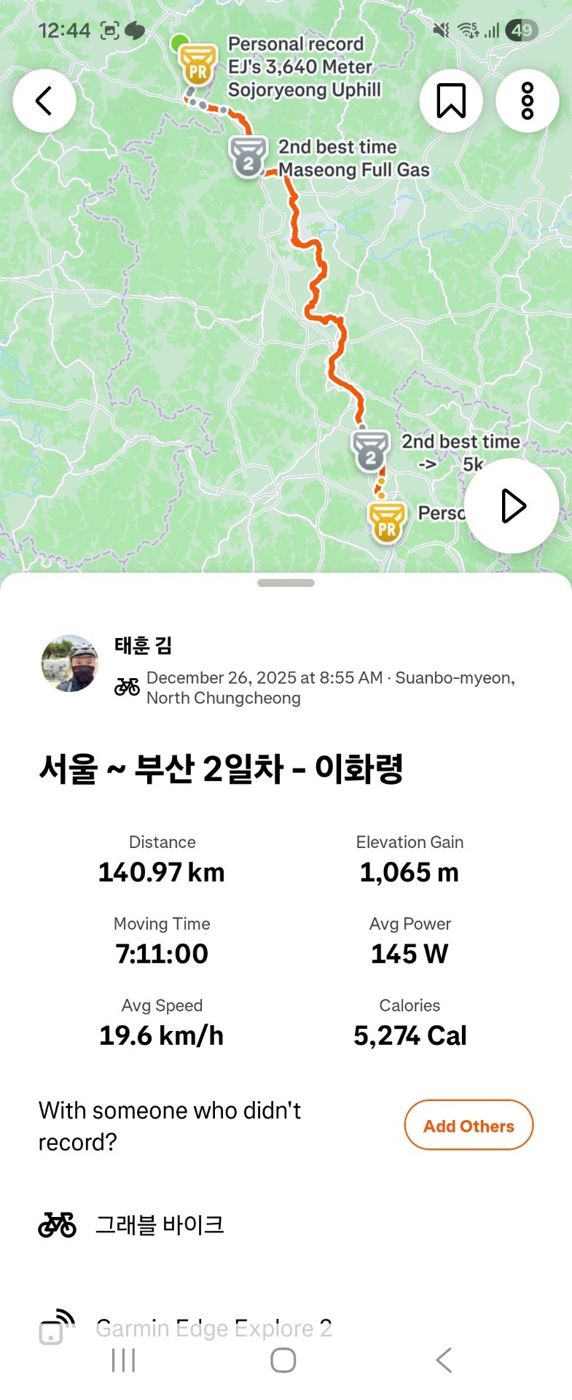 12:44
49
Personal record
EJ's 3,640 Meter
Sojoryeong Uphill
PR
2nd best time
Maseong Full Gas
2
2nd best time
-> 5k
2
PR
태훈 김
December 26, 2025 at 8:55 AM · Suanbo-myeon,
North Chungcheong
서울 ~ 부산 2일차 - 이화령
Distance
Elevation Gain
140.97 km
1,065 m
Moving Time
Avg Power
7:11:00
145 W
Avg Speed
Calories
19.6 km/h
5,274 Cal
With someone who didn't
record?
Add Others
그래블 바이크
Garmin Edge Explore 2